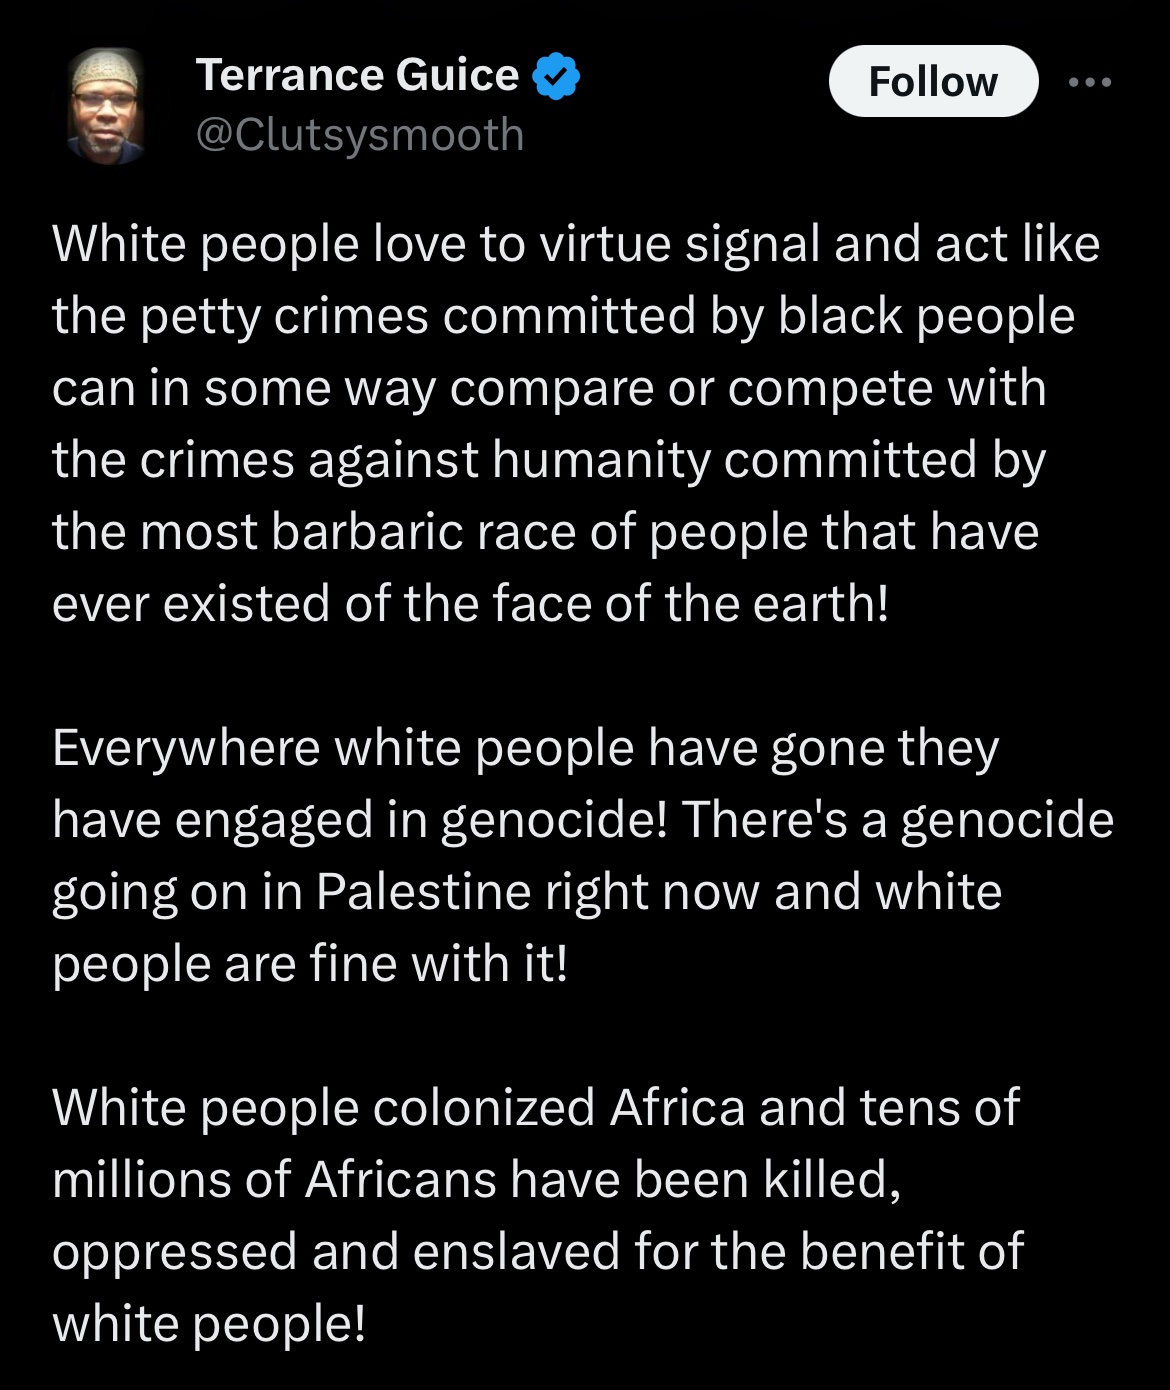 Terrance Guice
@Clutsysmooth
Follow
White people love to virtue signal and act like
the petty crimes committed by black people
can in some way compare or compete with
the crimes against humanity committed by
the most barbaric race of people that have
ever existed of the face of the earth!
Everywhere white people have gone they
have engaged in genocide! There's a genocide
going on in Palestine right now and white
people are fine with it!
White people colonized Africa and tens of
millions of Africans have been killed,
oppressed and enslaved for the benefit of
white people!